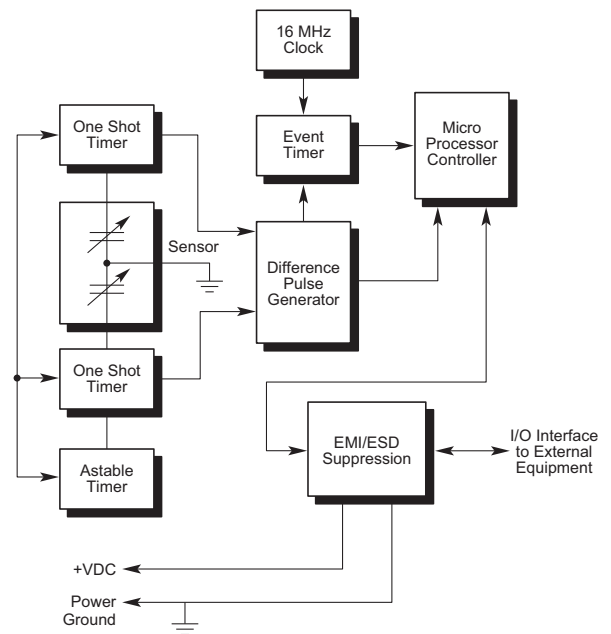 16 MHz
Clock
One Shot
Timer
Event
Timer
Micro
Processor
Controller
Sensor
Difference
Pulse
Generator
One Shot
Timer
Astable
Timer
EMI/ESD
Suppression
I/O Interface
to External
Equipment
+VDC
Power
Ground